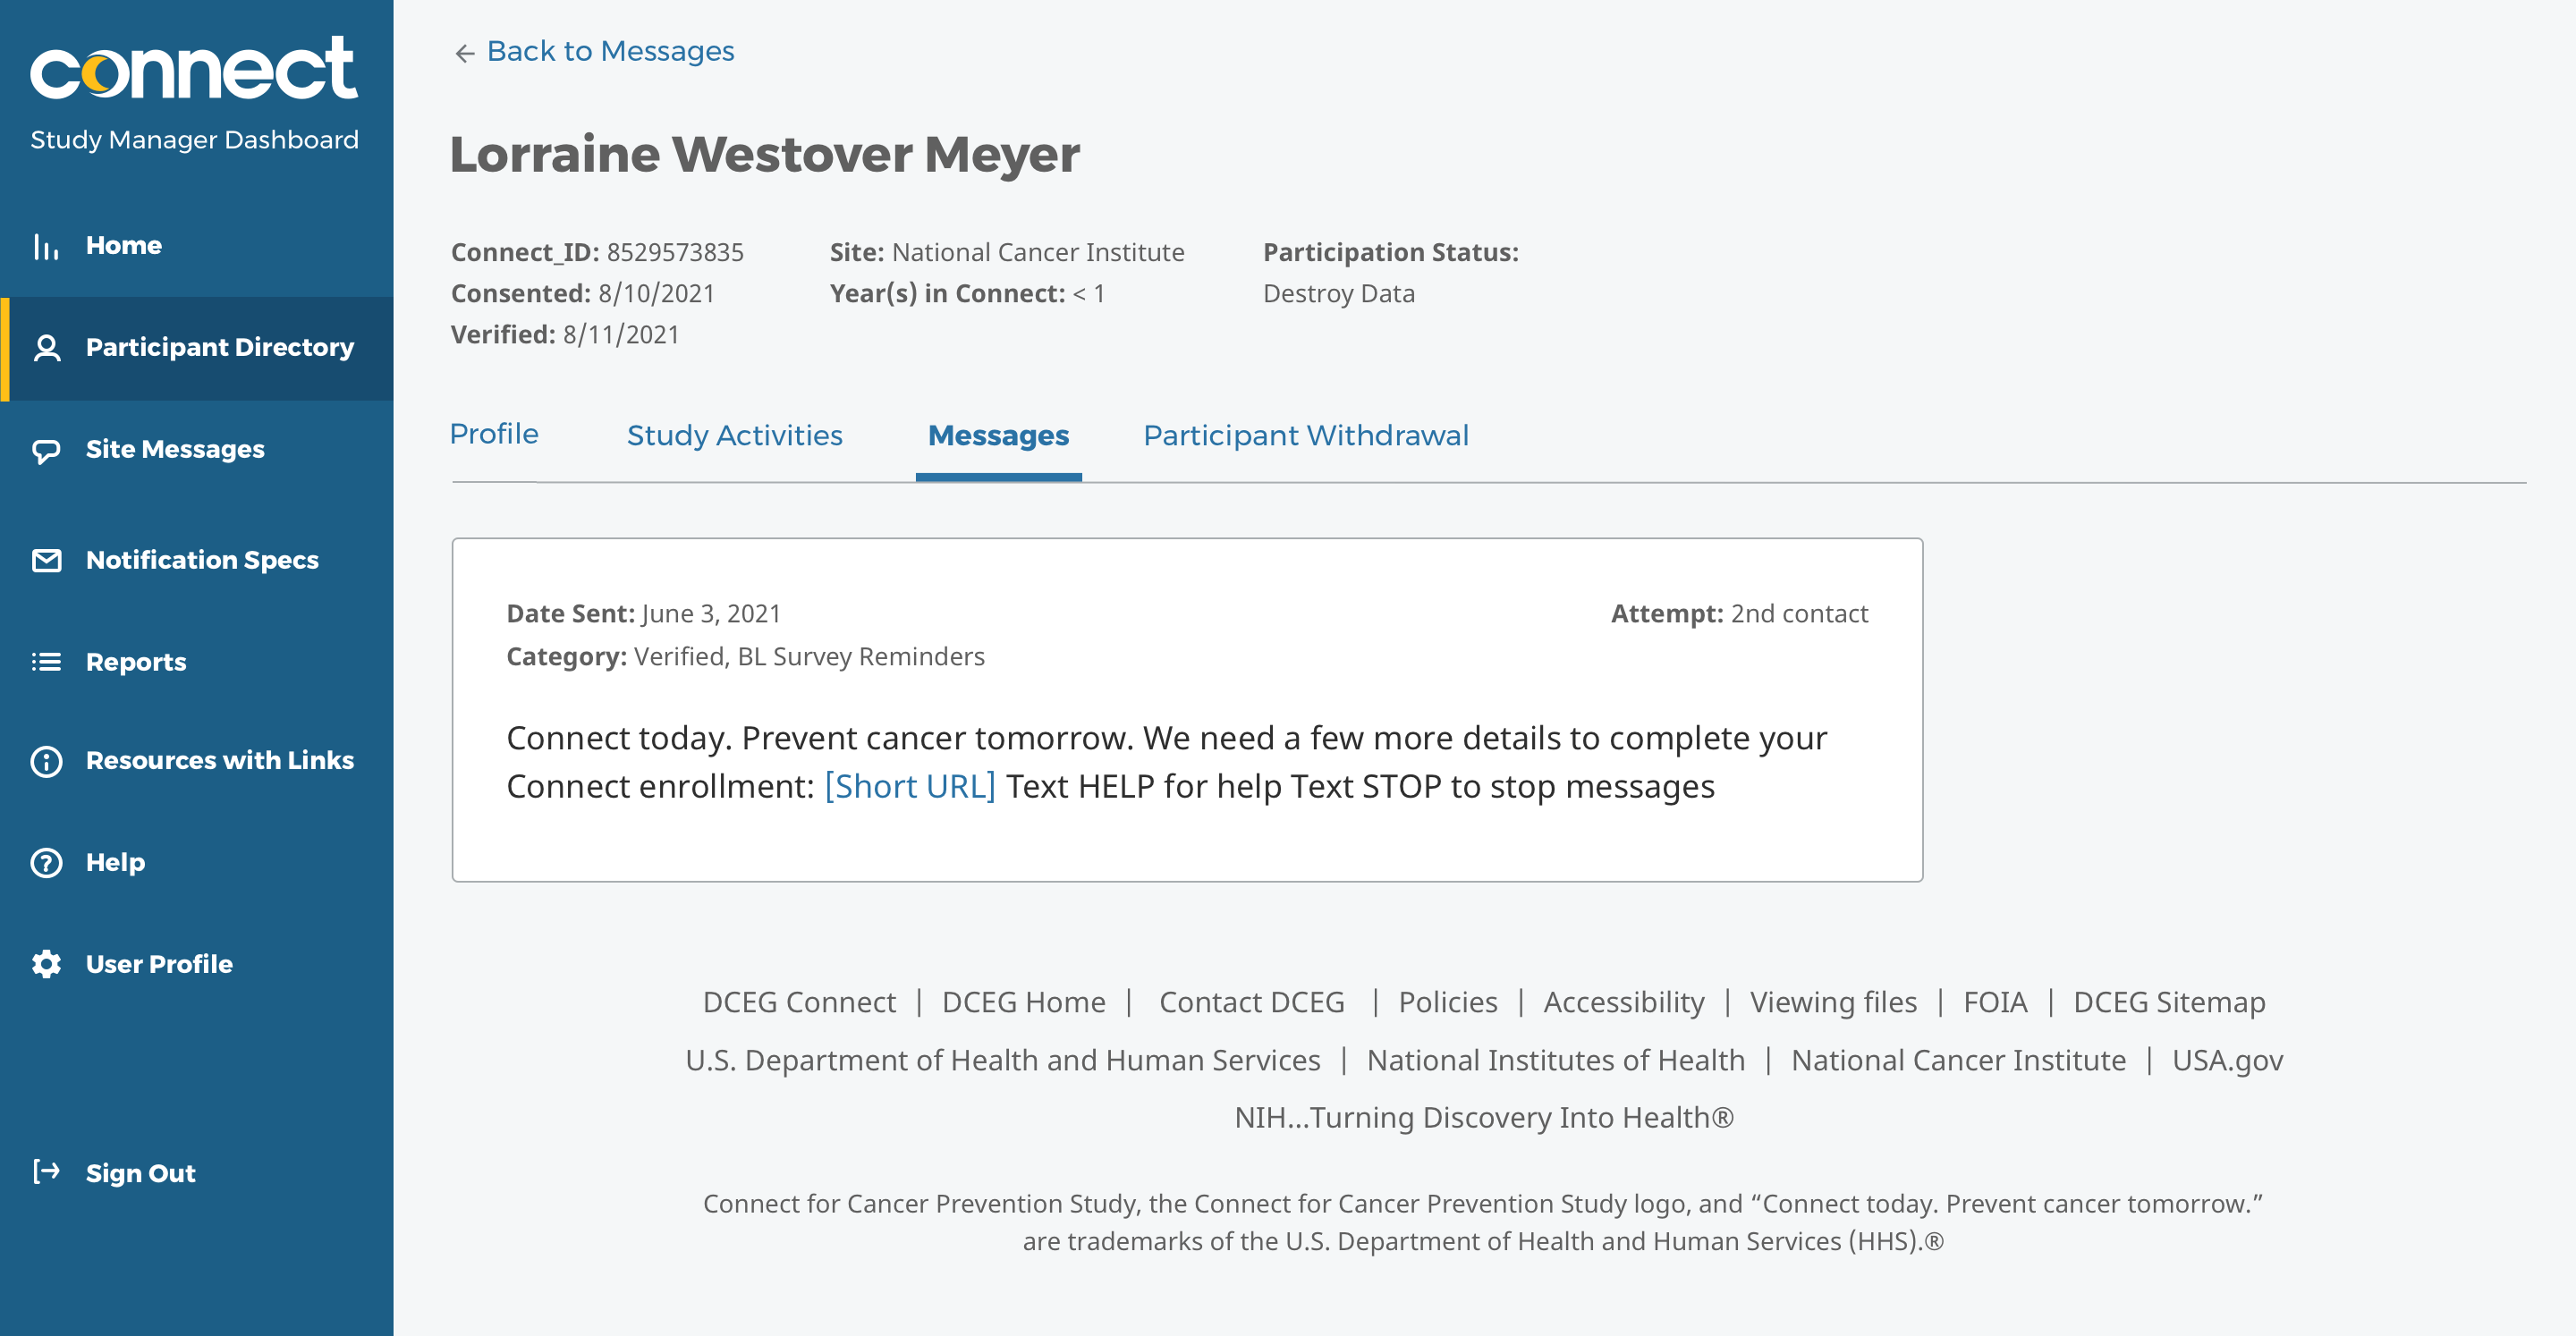 connect
Study Manager Dashboard
Home
Participant Directory
Site Messages
Notification Specs
Reports
Resources with Links
Help
User Profile
Sign Out
← Back to Messages
Lorraine Westover Meyer
Connect_ID: 8529573835
Consented: 8/10/2021
Verified: 8/11/2021
Site: National Cancer Institute
Year(s) in Connect: < 1
Participation Status:
Destroy Data
Profile Study Activities Messages Participant Withdrawal
Date Sent: June 3, 2021 Attempt: 2nd contact
Category: Verified, BL Survey Reminders
Connect today. Prevent cancer tomorrow. We need a few more details to complete your
Connect enrollment: [Short URL] Text HELP for help Text STOP to stop messages
DCEG Connect | DCEG Home | Contact DCEG | Policies | Accessibility | Viewing files | FOIA | DCEG Sitemap
U.S. Department of Health and Human Services | National Institutes of Health | National Cancer Institute | USA.gov
NIH...Turning Discovery Into Health®
Connect for Cancer Prevention Study, the Connect for Cancer Prevention Study logo, and “Connect today. Prevent cancer tomorrow.”
are trademarks of the U.S. Department of Health and Human Services (HHS).®